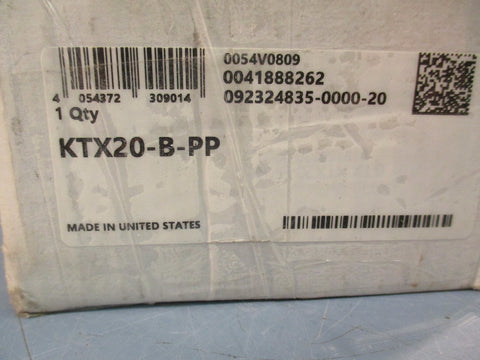 0054V0809
0041888262
092324835-0000-20
4 054372 309014
1 Qty
KTX20-B-PP
MADE IN UNITED STATES